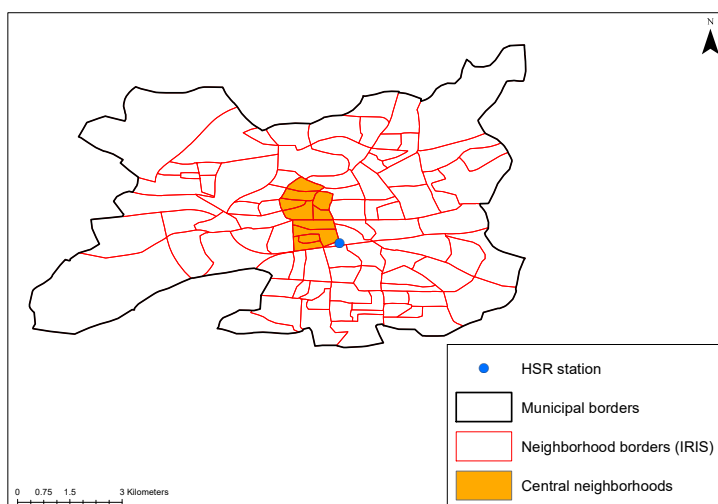 N
HSR station
Municipal borders
Neighborhood borders (IRIS)
Central neighborhoods
0 0.75 1.5 3 Kilometers